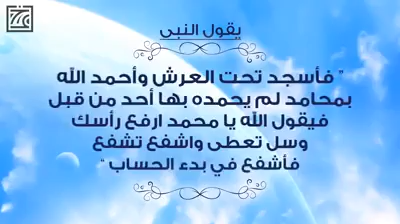 يقول النبى
" فأسجد تحت العرش وأحمد الله
بمحامد لم يحمده بها أحد من قبل
فيقول الله يا محمد ارفع رأسك
وسل تعطى واشفع تشفع
فأشفع في بدء الحساب "